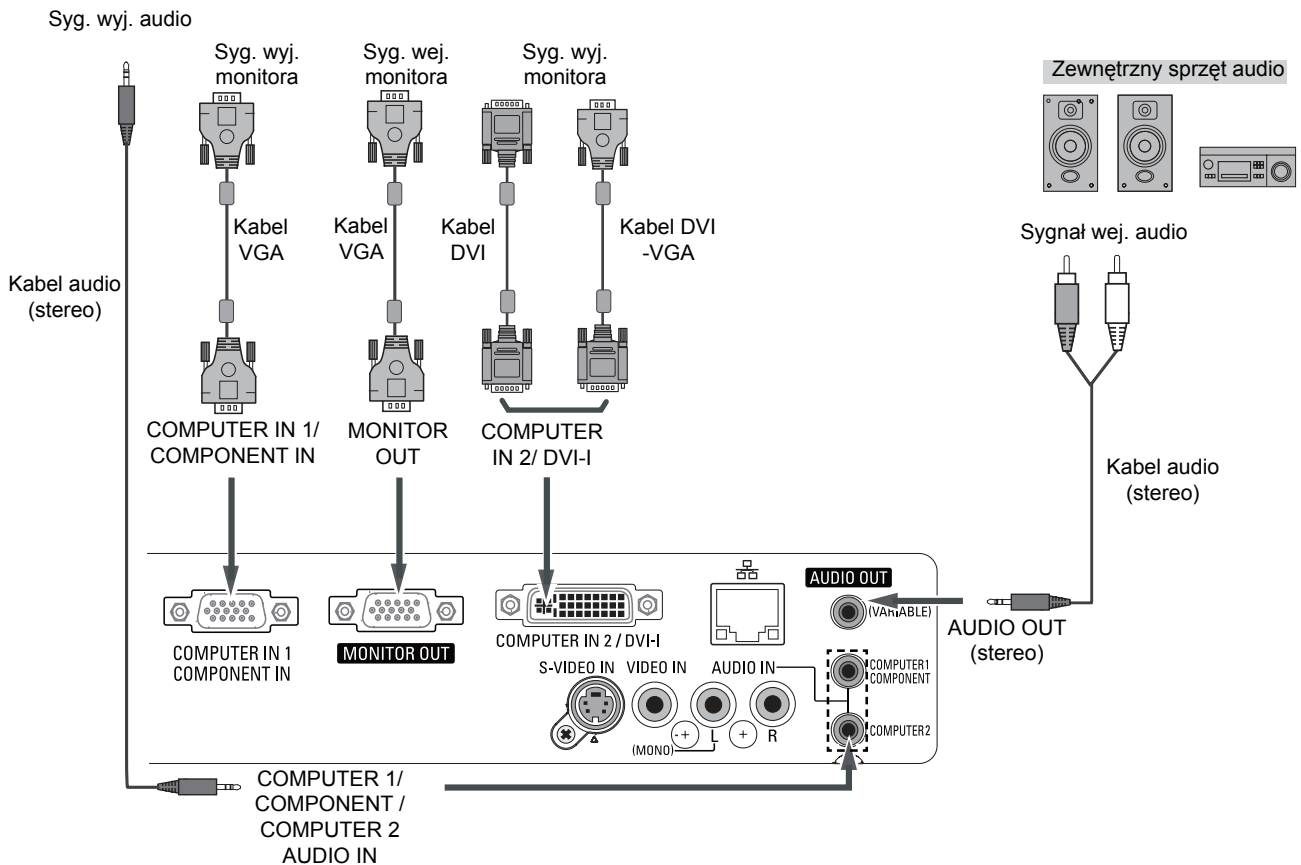 Syg. wyj. audio
Syg. wyj.
monitora
Syg. wej.
monitora
Syg. wyj.
monitora
Zewnętrzny sprzęt audio
Kabel
VGA
Kabel
VGA
Kabel
DVI
Kabel DVI
-VGA
Sygnał wej. audio
Kabel audio
(stereo)
COMPUTER IN 1/
COMPONENT IN
MONITOR
OUT
COMPUTER
IN 2/ DVI-I
Kabel audio
(stereo)
AUDIO OUT
(VARIABLE)
AUDIO OUT
(stereo)
COMPUTER IN 1
COMPONENT IN
MONITOR OUT
COMPUTER IN 2 / DVI-I
S-VIDEO IN
VIDEO IN
AUDIO IN
COMPUTER1
COMPONENT
COMPUTER2
(MONO)
L
R
COMPUTER 1/
COMPONENT /
COMPUTER 2
AUDIO IN